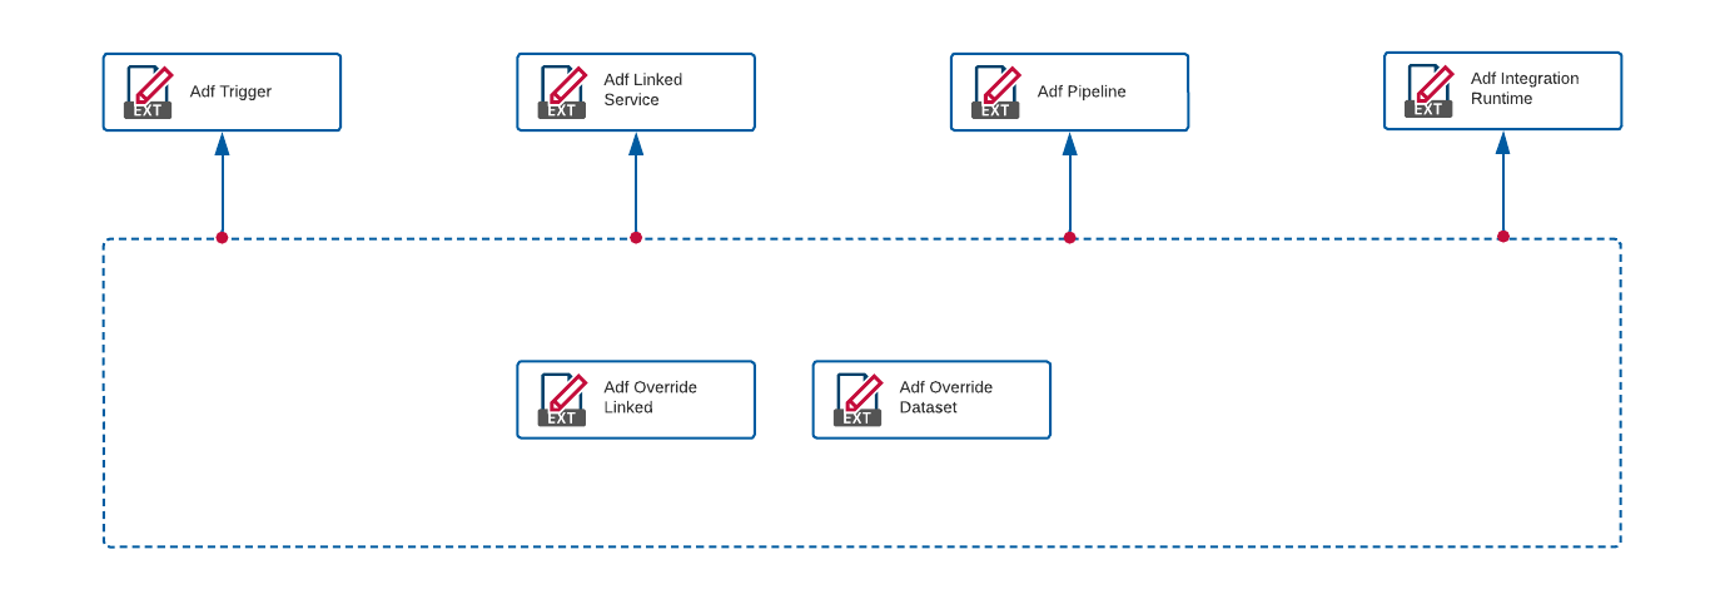 Adf Trigger
EXT
Adf Linked
Service
EXT
Adf Pipeline
EXT
Adf Integration
Runtime
EXT
Adf Override
Linked
EXT
Adf Override
Dataset
EXT